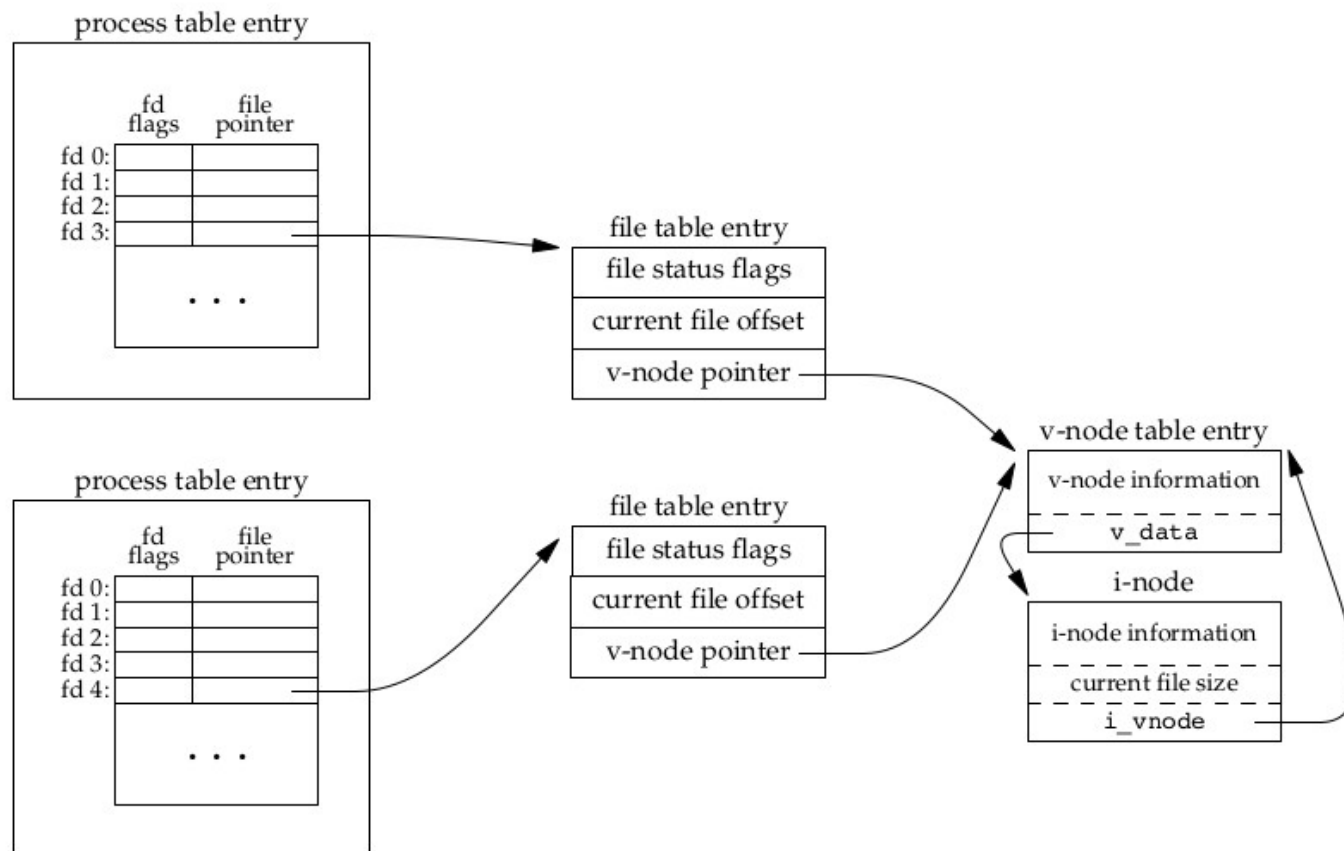 process table entry
fd file
flags pointer
fd 0:
fd 1:
fd 2:
fd 3:
. . .
file table entry
file status flags
current file offset
v-node pointer
process table entry
fd file
flags pointer
fd 0:
fd 1:
fd 2:
fd 3:
fd 4:
. . .
file table entry
file status flags
current file offset
v-node pointer
v-node table entry
v-node information
v_data
i-node
i-node information
current file size
i_vnode